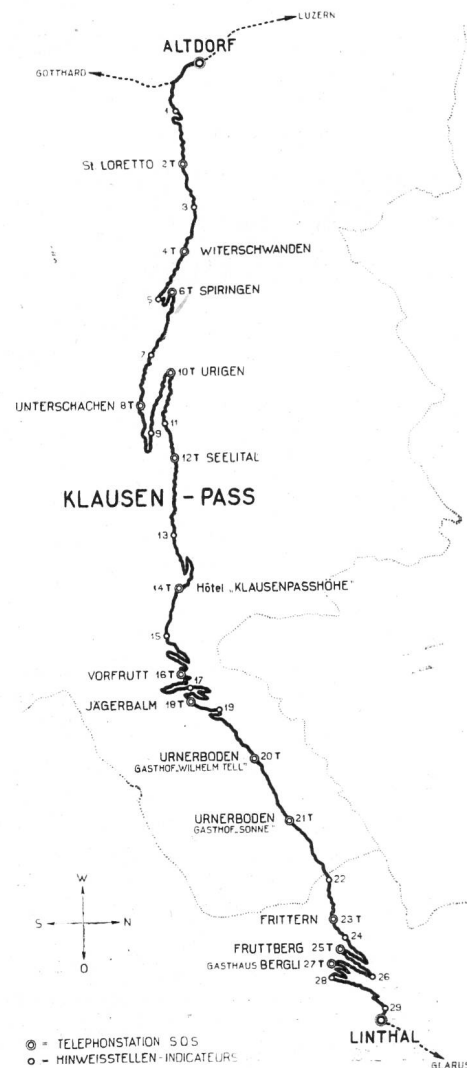 LUZERN
ALTDORF
GOTTHARD
1
St. LORETTO 2T
3
4T WITERSCHWANDEN
5
6T SPIRINGEN
7
10T URIGEN
UNTERSCHACHEN 8T
9
11
12T SEELITAL
KLAUSEN - PASS
13
14T Hôtel „KLAUSENPASSHÖHE"
15
VORFRUTT 16T
17
JÄGERBALM 18T
19
URNERBODEN 20T
GASTHOF „WILHELM TELL"
URNERBODEN 21T
GASTHOF „SONNE"
22
FRITTERN 23T
24
FRUTTBERG 25T
GASTHAUS BERGLI 27T
26
28
29
LINTHAL
GLARUS
W
S N
O
= TELEPHONSTATION S.O.S
= HINWEISSTELLEN-INDICATEURS